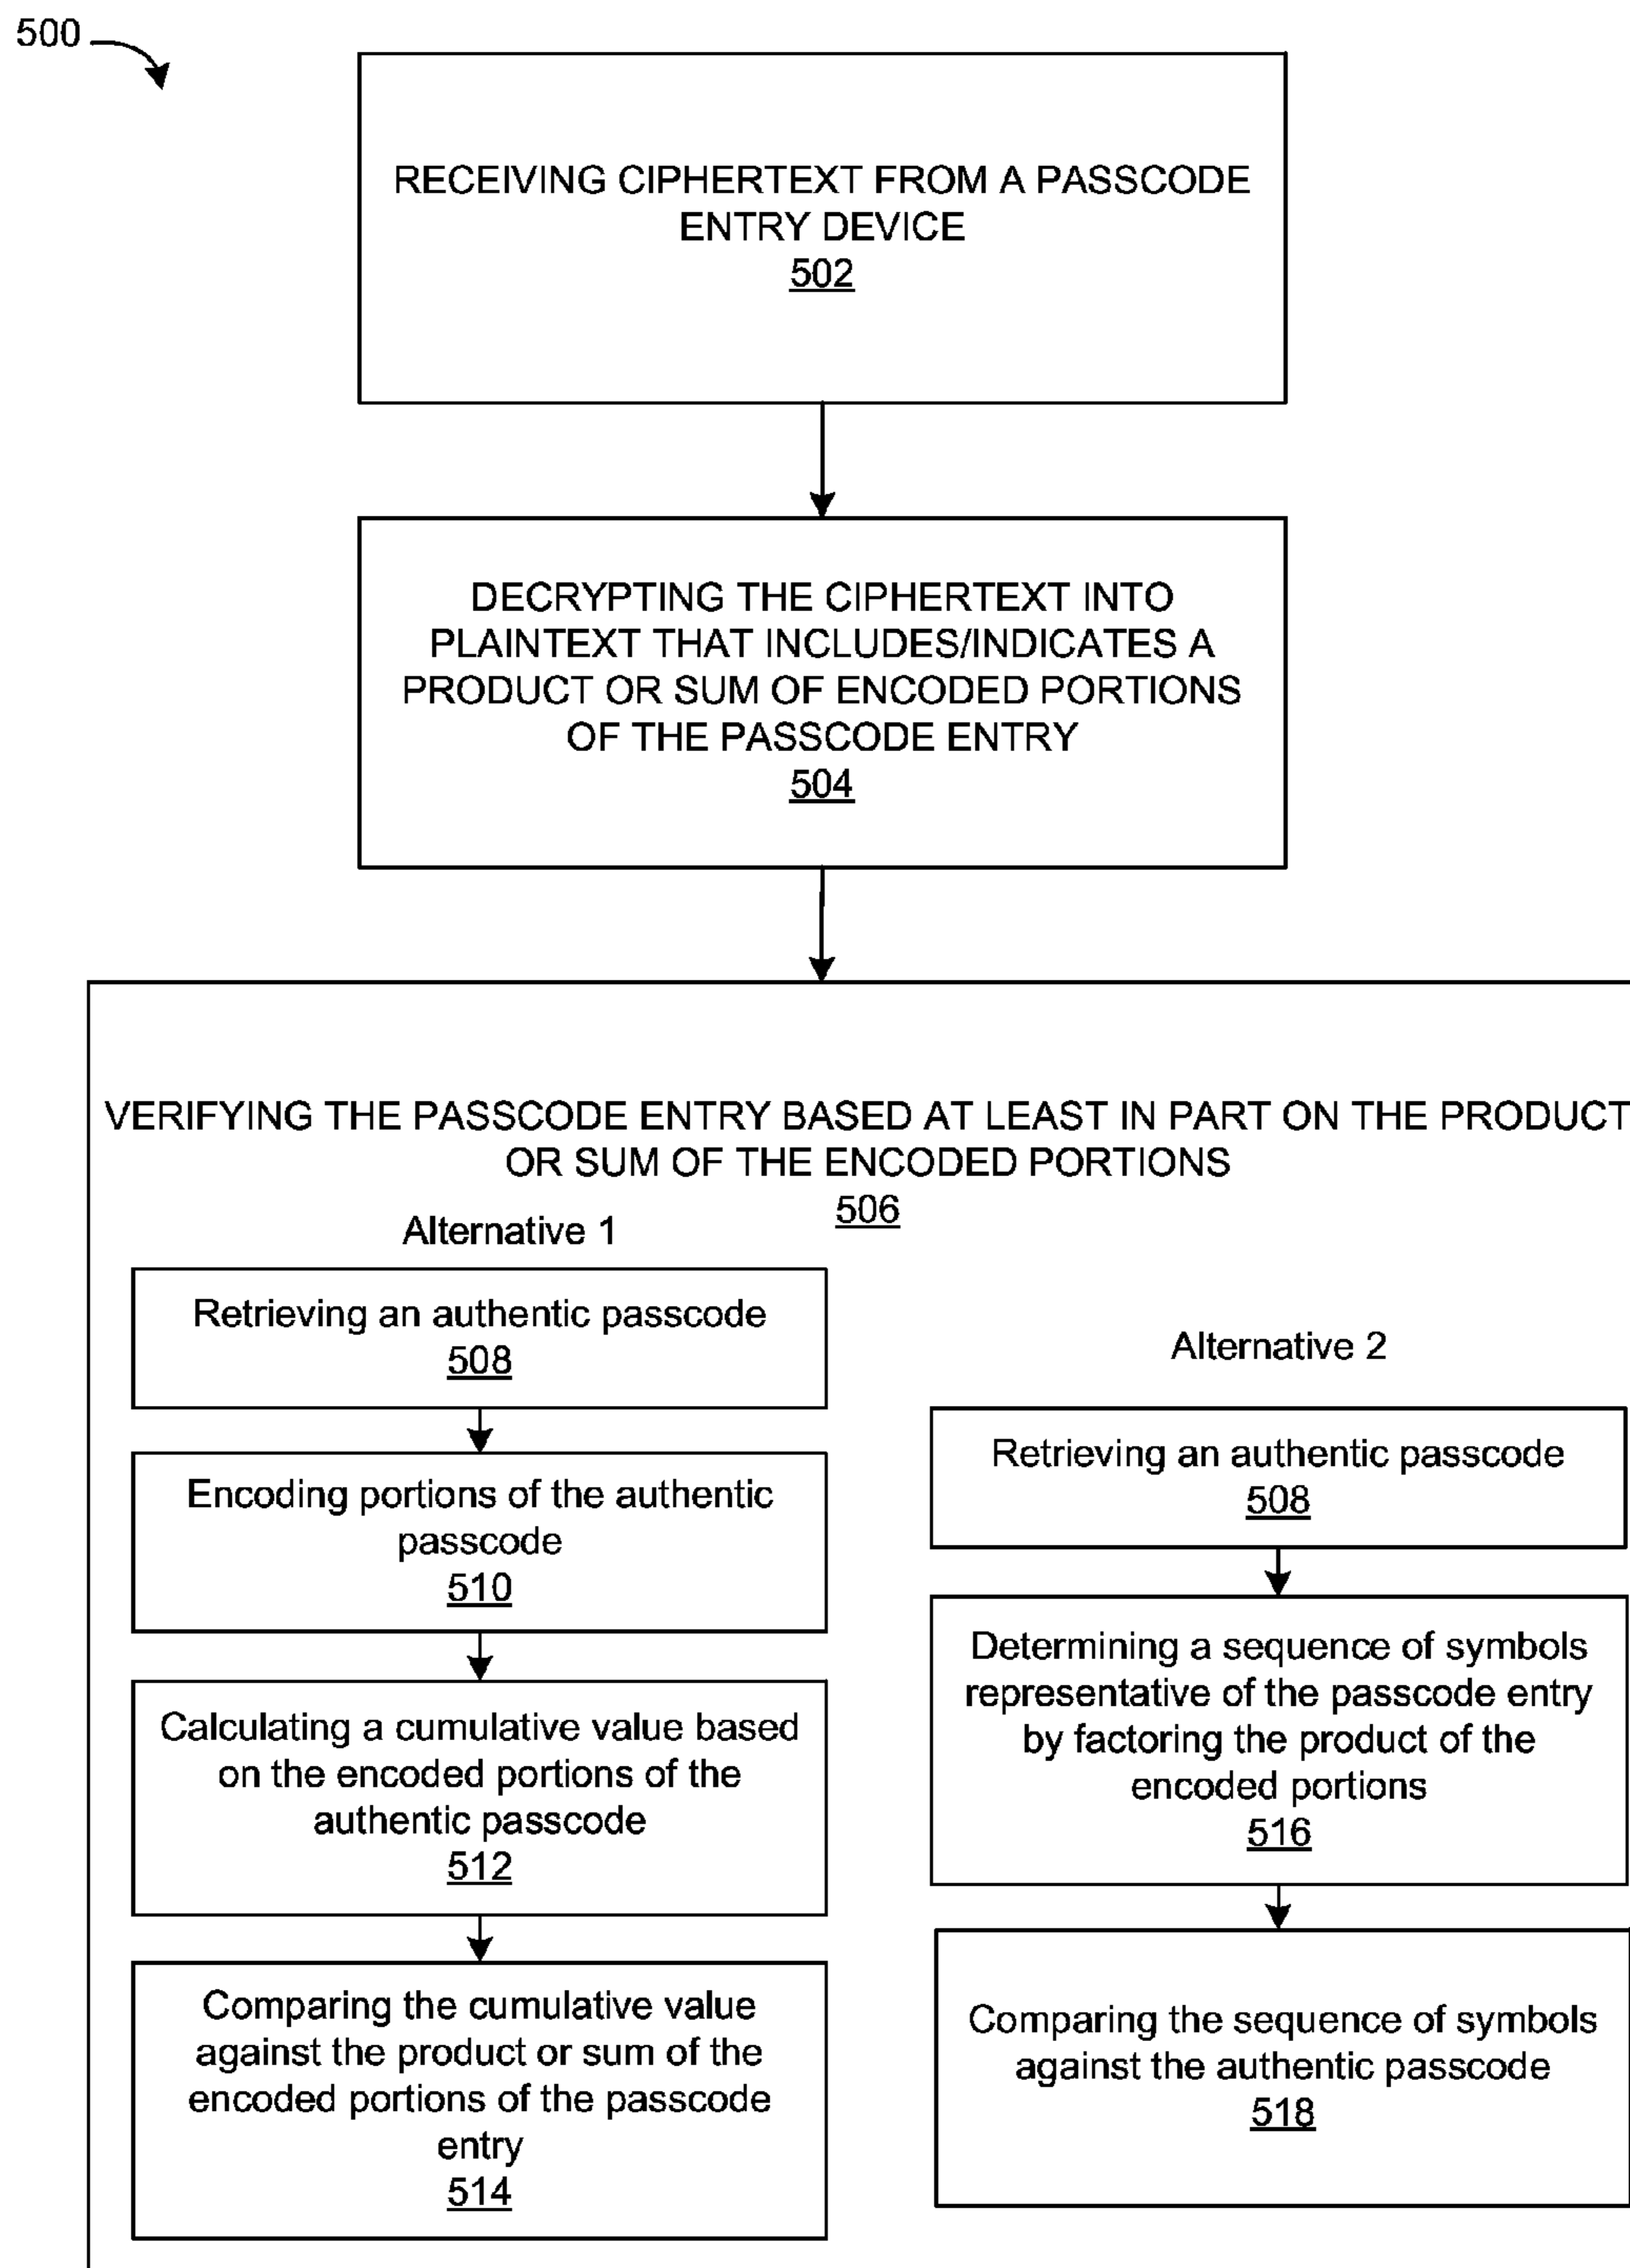 500
RECEIVING CIPHERTEXT FROM A PASSCODE
ENTRY DEVICE
502
DECRYPTING THE CIPHERTEXT INTO
PLAINTEXT THAT INCLUDES/INDICATES A
PRODUCT OR SUM OF ENCODED PORTIONS
OF THE PASSCODE ENTRY
504
VERIFYING THE PASSCODE ENTRY BASED AT LEAST IN PART ON THE PRODUCT
OR SUM OF THE ENCODED PORTIONS
506
Alternative 1
Retrieving an authentic passcode
508
Encoding portions of the authentic
passcode
510
Calculating a cumulative value based
on the encoded portions of the
authentic passcode
512
Comparing the cumulative value
against the product or sum of the
encoded portions of the passcode
entry
514
Alternative 2
Retrieving an authentic passcode
508
Determining a sequence of symbols
representative of the passcode entry
by factoring the product of the
encoded portions
516
Comparing the sequence of symbols
against the authentic passcode
518